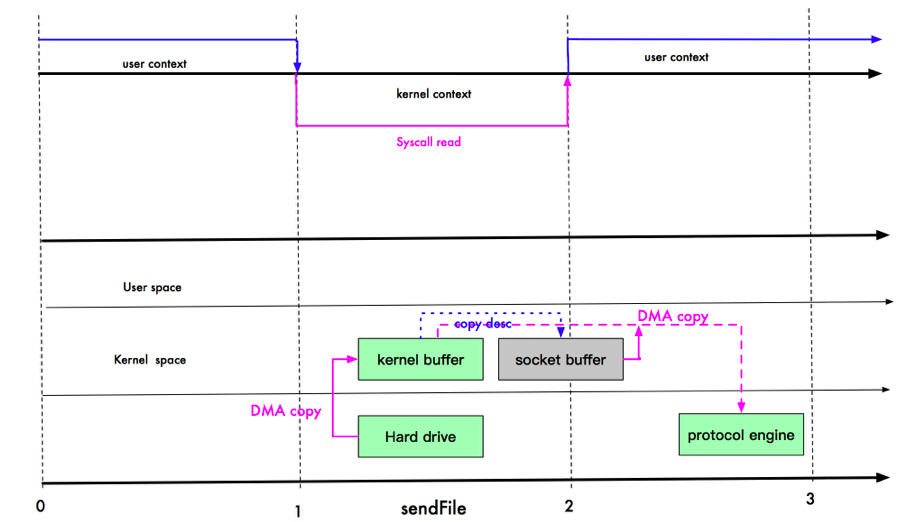 user context
user context
kernel context
Syscall read
User space
copy desc
DMA copy
Kernel space
kernel buffer
socket buffer
DMA copy
Hard drive
protocol engine
0
1
sendFile
2
3